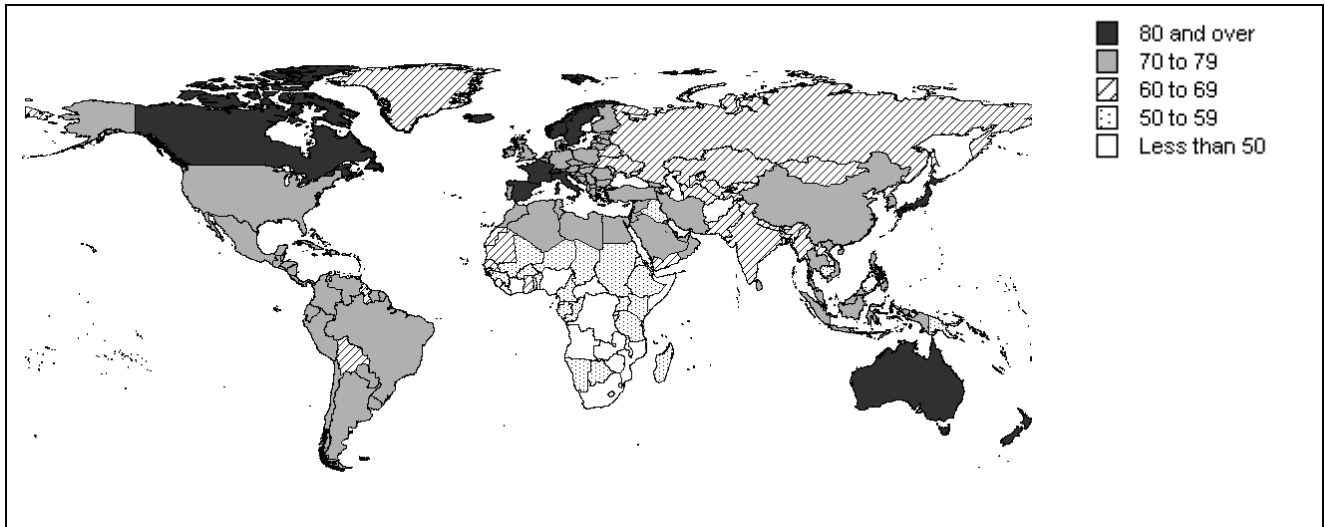 80 and over
70 to 79
60 to 69
50 to 59
Less than 50